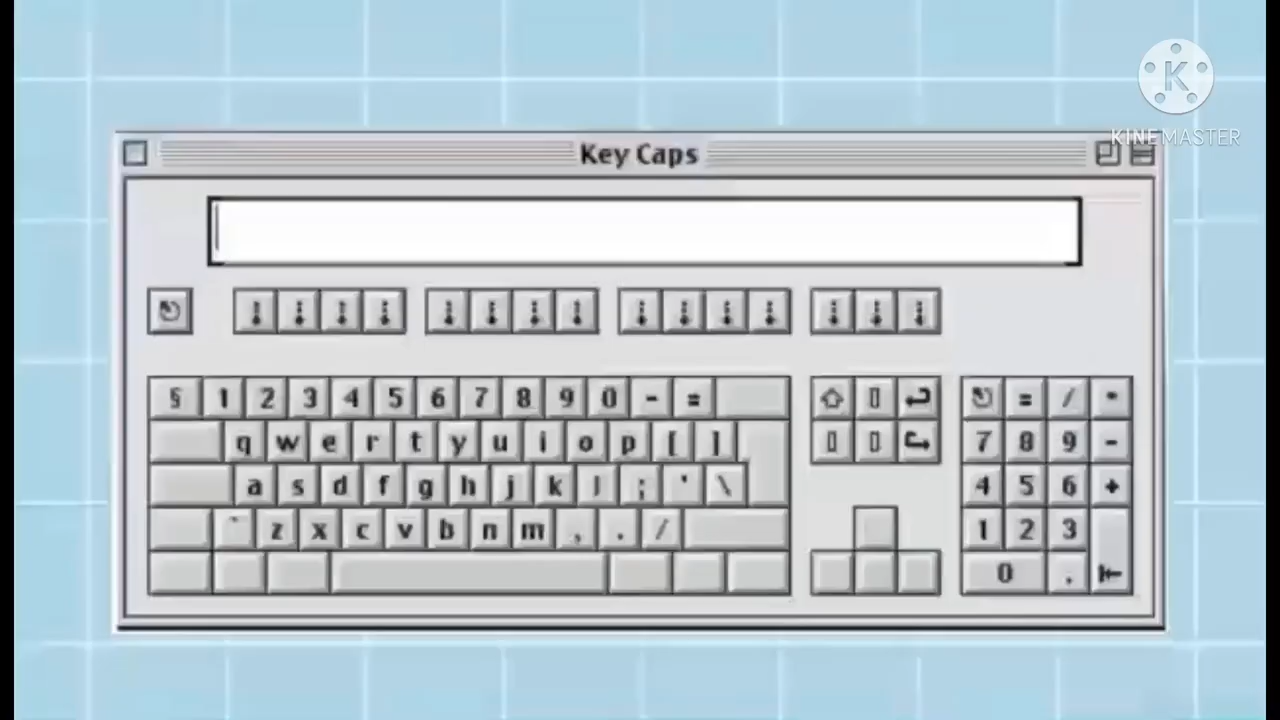 K
KINEMASTER
Key Caps
§ 1 2 3 4 5 6 7 8 9 0 - = = / *
q w e r t y u i o p [ ] 7 8 9 -
a s d f g h j k l ; ' \ 4 5 6 +
` z x c v b n m , . / 1 2 3
0 .